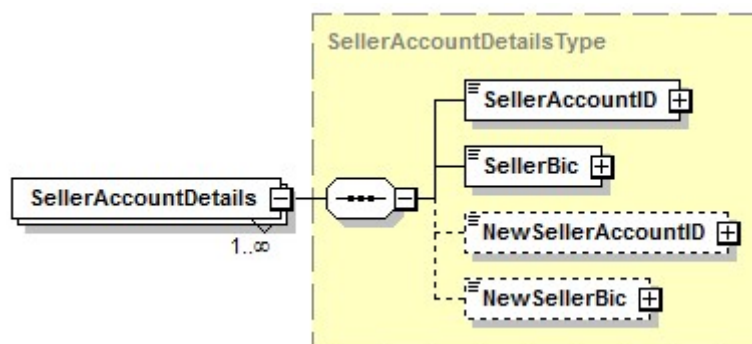 SellerAccountDetailsType
SellerAccountID
SellerBic
SellerAccountDetails
1..∞
NewSellerAccountID
NewSellerBic